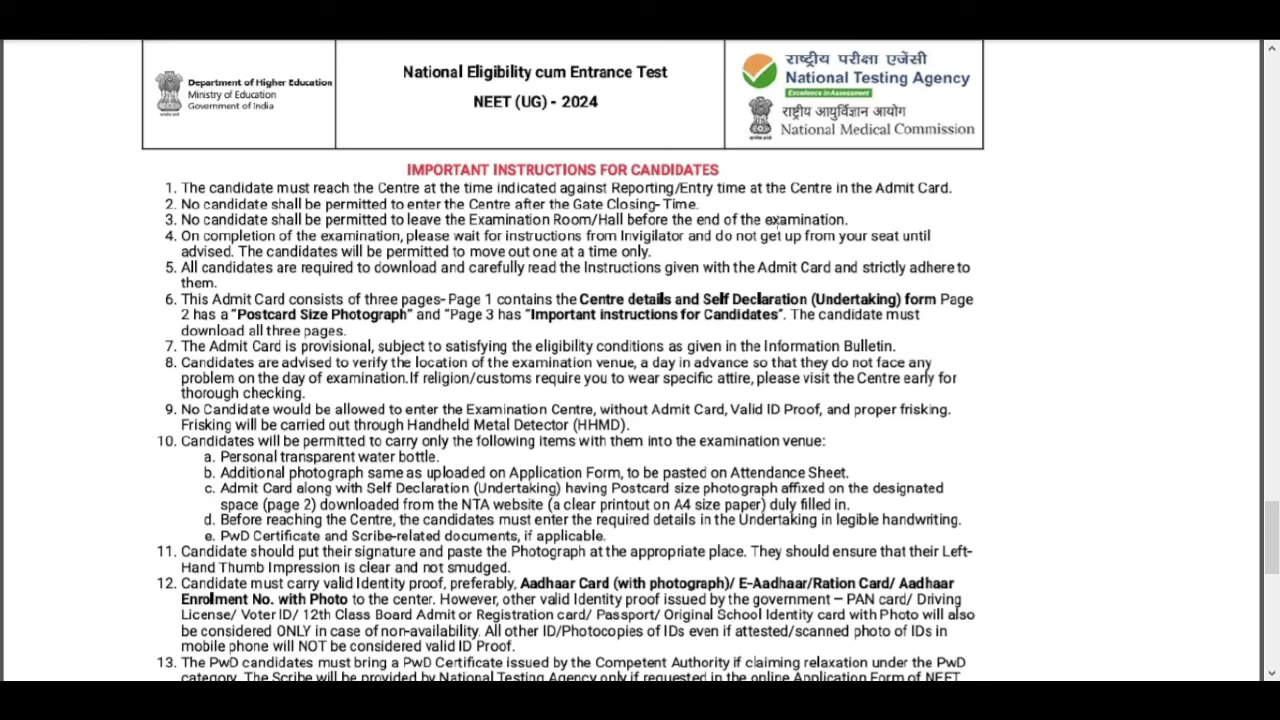 Department of Higher Education
Ministry of Education
Government of India
National Eligibility cum Entrance Test
NEET (UG) - 2024
राष्ट्रीय परीक्षा एजेंसी
National Testing Agency
Excellence in Assessment
राष्ट्रीय आयुर्विज्ञान आयोग
National Medical Commission
IMPORTANT INSTRUCTIONS FOR CANDIDATES
1. The candidate must reach the Centre at the time indicated against Reporting/Entry time at the Centre in the Admit Card.
2. No candidate shall be permitted to enter the Centre after the Gate Closing- Time.
3. No candidate shall be permitted to leave the Examination Room/Hall before the end of the examination.
4. On completion of the examination, please wait for instructions from Invigilator and do not get up from your seat until
advised. The candidates will be permitted to move out one at a time only.
5. All candidates are required to download and carefully read the Instructions given with the Admit Card and strictly adhere to
them.
6. This Admit Card consists of three pages- Page 1 contains the Centre details and Self Declaration (Undertaking) form Page
2 has a "Postcard Size Photograph" and "Page 3 has "Important instructions for Candidates". The candidate must
download all three pages.
7. The Admit Card is provisional, subject to satisfying the eligibility conditions as given in the Information Bulletin.
8. Candidates are advised to verify the location of the examination venue, a day in advance so that they do not face any
problem on the day of examination.If religion/customs require you to wear specific attire, please visit the Centre early for
thorough checking.
9. No Candidate would be allowed to enter the Examination Centre, without Admit Card, Valid ID Proof, and proper frisking.
Frisking will be carried out through Handheld Metal Detector (HHMD).
10. Candidates will be permitted to carry only the following items with them into the examination venue:
a. Personal transparent water bottle.
b. Additional photograph same as uploaded on Application Form, to be pasted on Attendance Sheet.
c. Admit Card along with Self Declaration (Undertaking) having Postcard size photograph affixed on the designated
space (page 2) downloaded from the NTA website (a clear printout on A4 size paper) duly filled in.
d. Before reaching the Centre, the candidates must enter the required details in the Undertaking in legible handwriting.
e. PwD Certificate and Scribe-related documents, if applicable.
11. Candidate should put their signature and paste the Photograph at the appropriate place. They should ensure that their Left-
Hand Thumb Impression is clear and not smudged.
12. Candidate must carry valid Identity proof, preferably, Aadhaar Card (with photograph)/ E-Aadhaar/Ration Card/ Aadhaar
Enrolment No. with Photo to the center. However, other valid Identity proof issued by the government – PAN card/ Driving
License/ Voter ID/ 12th Class Board Admit or Registration card/ Passport/ Original School Identity card with Photo will also
be considered ONLY in case of non-availability. All other ID/Photocopies of IDs even if attested/scanned photo of IDs in
mobile phone will NOT be considered valid ID Proof.
13. The PwD candidates must bring a PwD Certificate issued by the Competent Authority if claiming relaxation under the PwD
category. The Scribe will be provided by National Testing Agency only if requested in the online Application Form of NEET